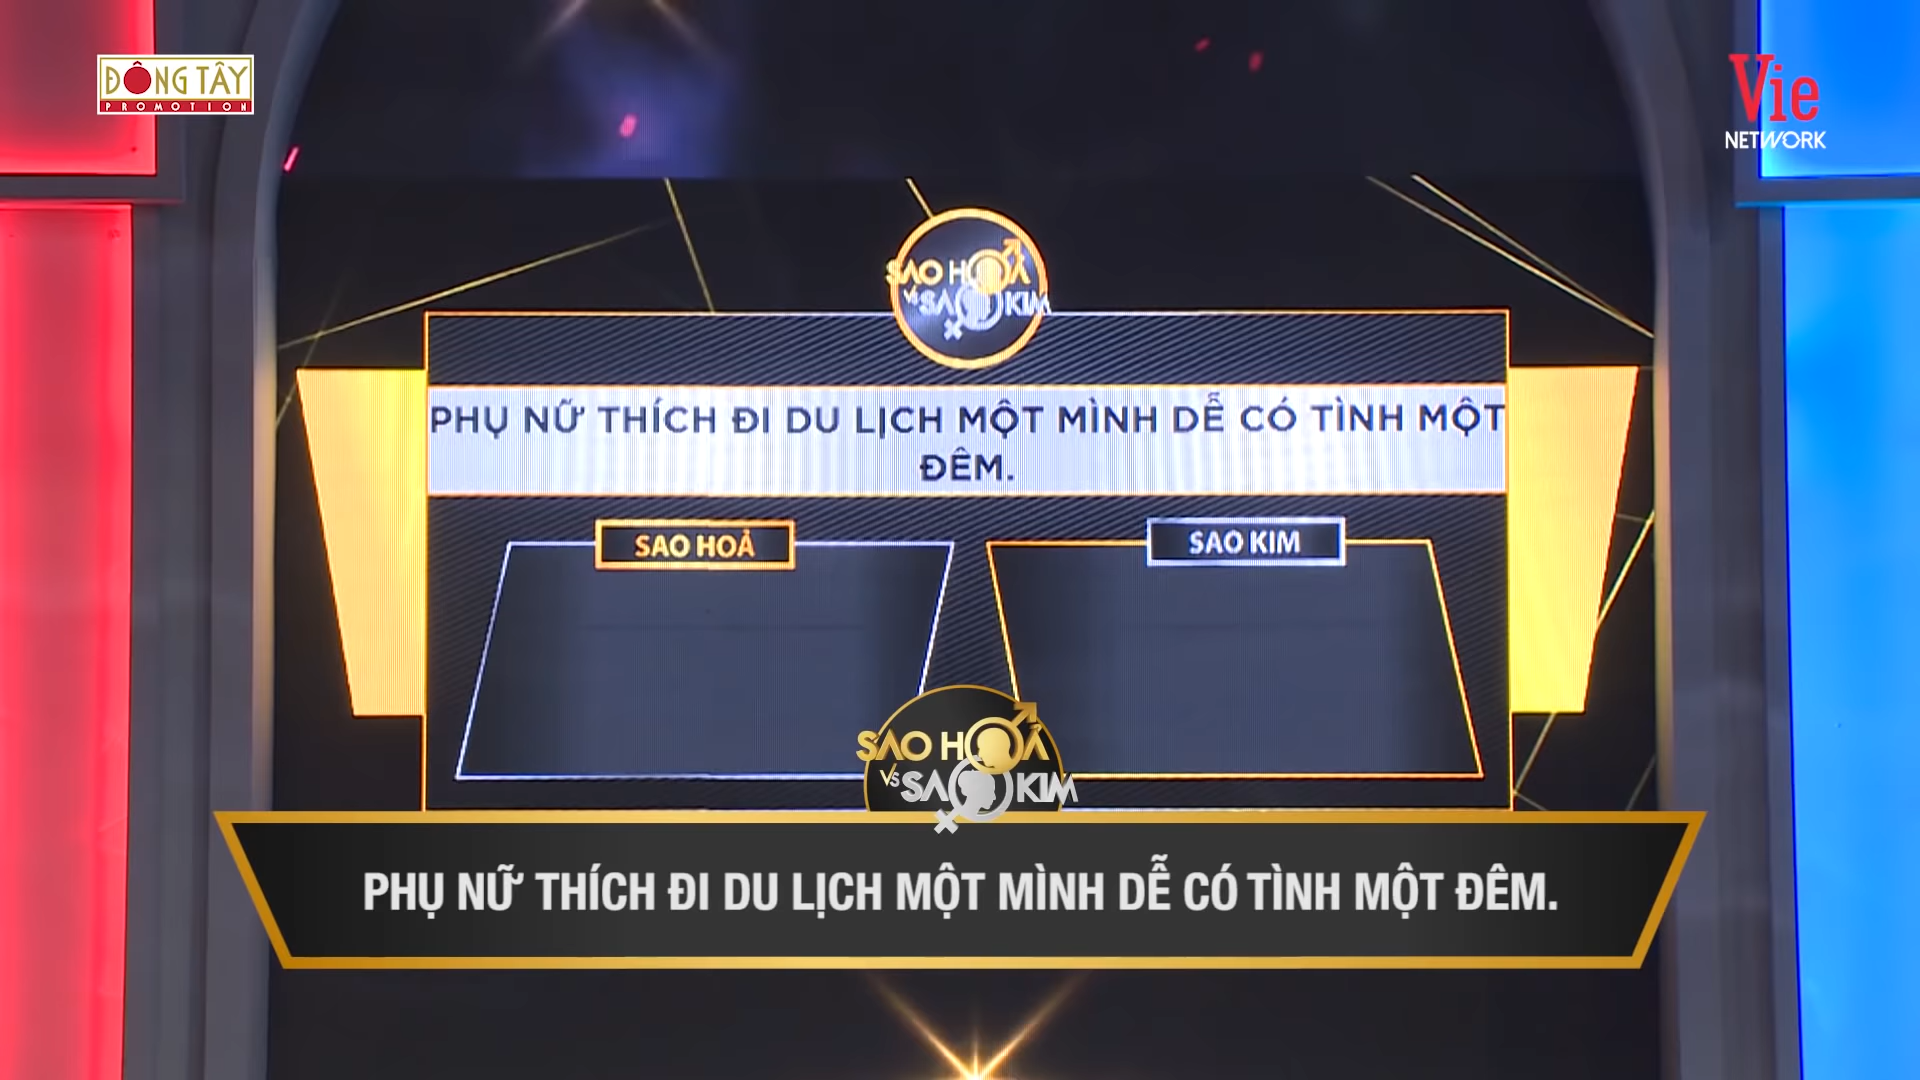 ĐÔNG TÂY
PROMOTION
Vie
NETWORK
SAO HOẢ
VS SAO KIM
PHỤ NỮ THÍCH ĐI DU LỊCH MỘT MÌNH DỄ CÓ TÌNH MỘT
ĐÊM.
SAO HOẢ
SAO KIM
SAO HOẢ
VS SAO KIM
PHỤ NỮ THÍCH ĐI DU LỊCH MỘT MÌNH DỄ CÓ TÌNH MỘT ĐÊM.